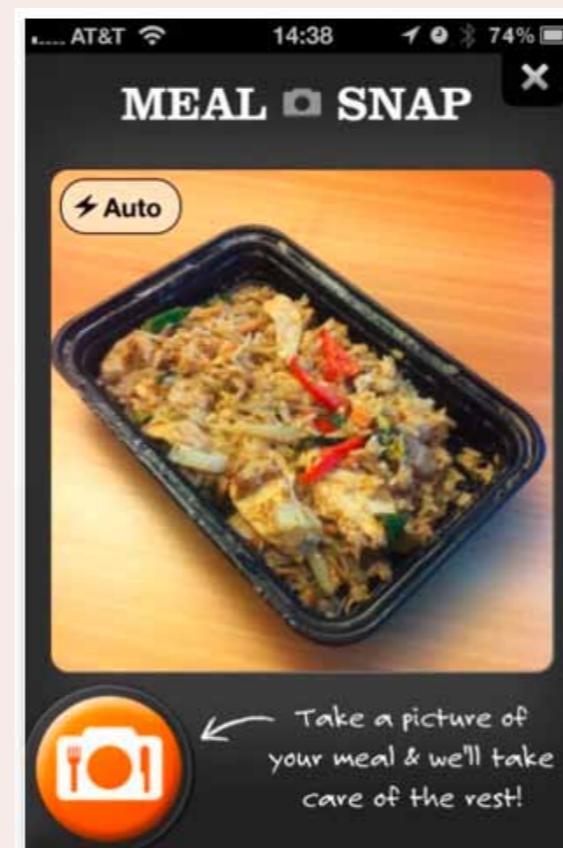 AT&T 14:38 74%
MEAL SNAP
Auto
Take a picture of
your meal & we'll take
care of the rest!